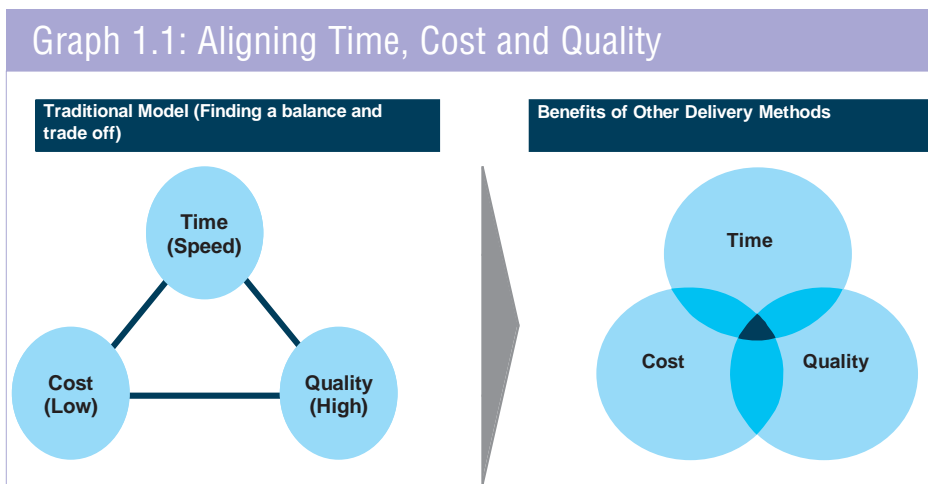 Graph 1.1: Aligning Time, Cost and Quality
Traditional Model (Finding a balance and
trade off)
Time
(Speed)
Cost
(Low)
Quality
(High)
Benefits of Other Delivery Methods
Time
Cost
Quality